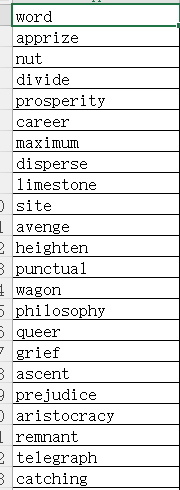 word
apprize
nut
divide
prosperity
career
maximum
disperse
limestone
site
avenge
heighten
punctual
wagon
philosophy
queer
grief
ascent
prejudice
aristocracy
remnant
telegraph
catching